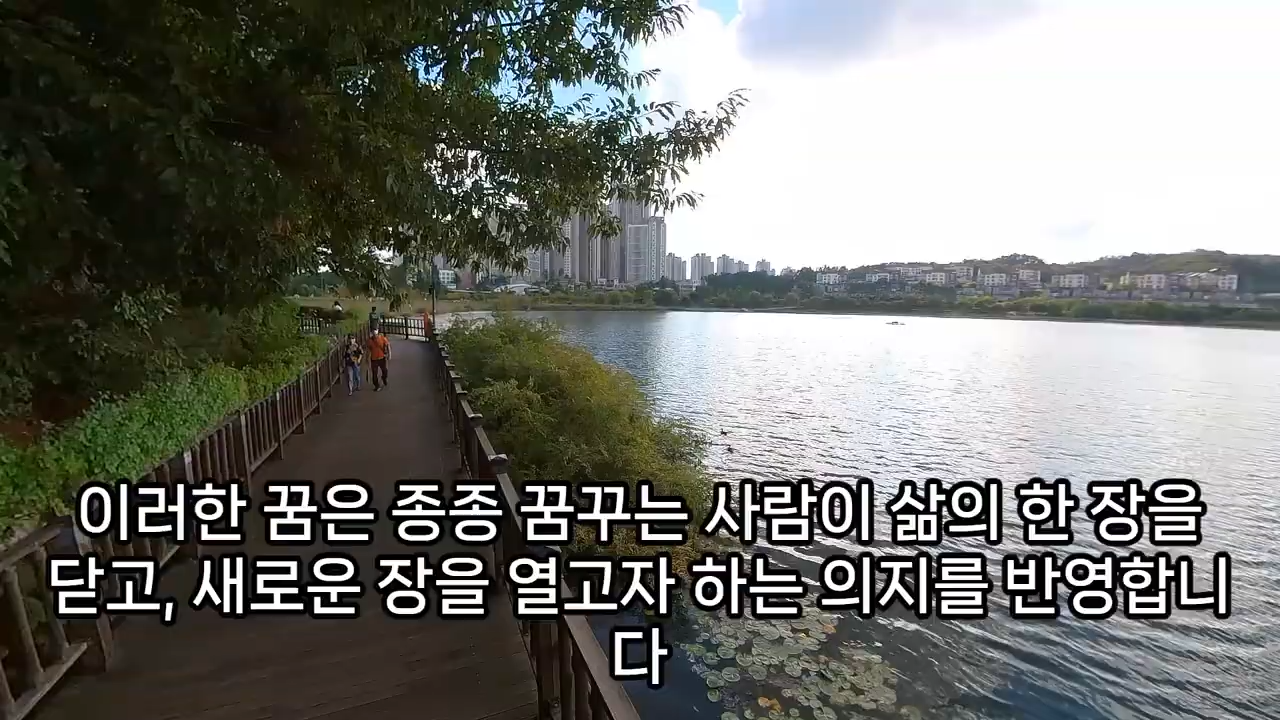 이러한 꿈은 종종 꿈꾸는 사람이 삶의 한 장을
닫고, 새로운 장을 열고자 하는 의지를 반영합니
다